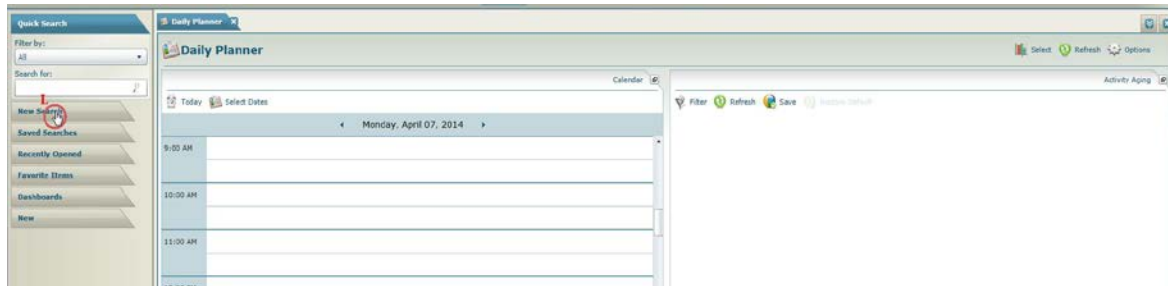 Quick Search
Filter by:
All
Search for:
L
New Search
Saved Searches
Recently Opened
Favorite Items
Dashboards
New
Daily Planner
Daily Planner
Select Refresh Options
Calendar
Today Select Dates
Monday, April 07, 2014
9:00 AM
10:00 AM
11:00 AM
Activity Aging
Filter Refresh Save Restore Default